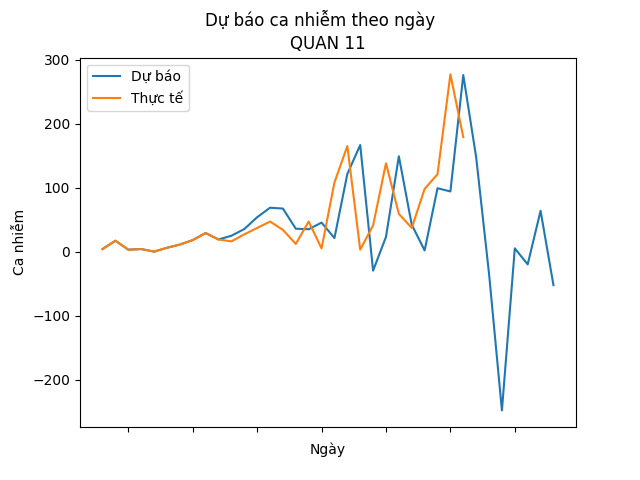 Dự báo ca nhiễm theo ngày
QUAN 11
Dự báo
Thực tế
300
200
100
0
−100
−200
Ca nhiễm
Ngày